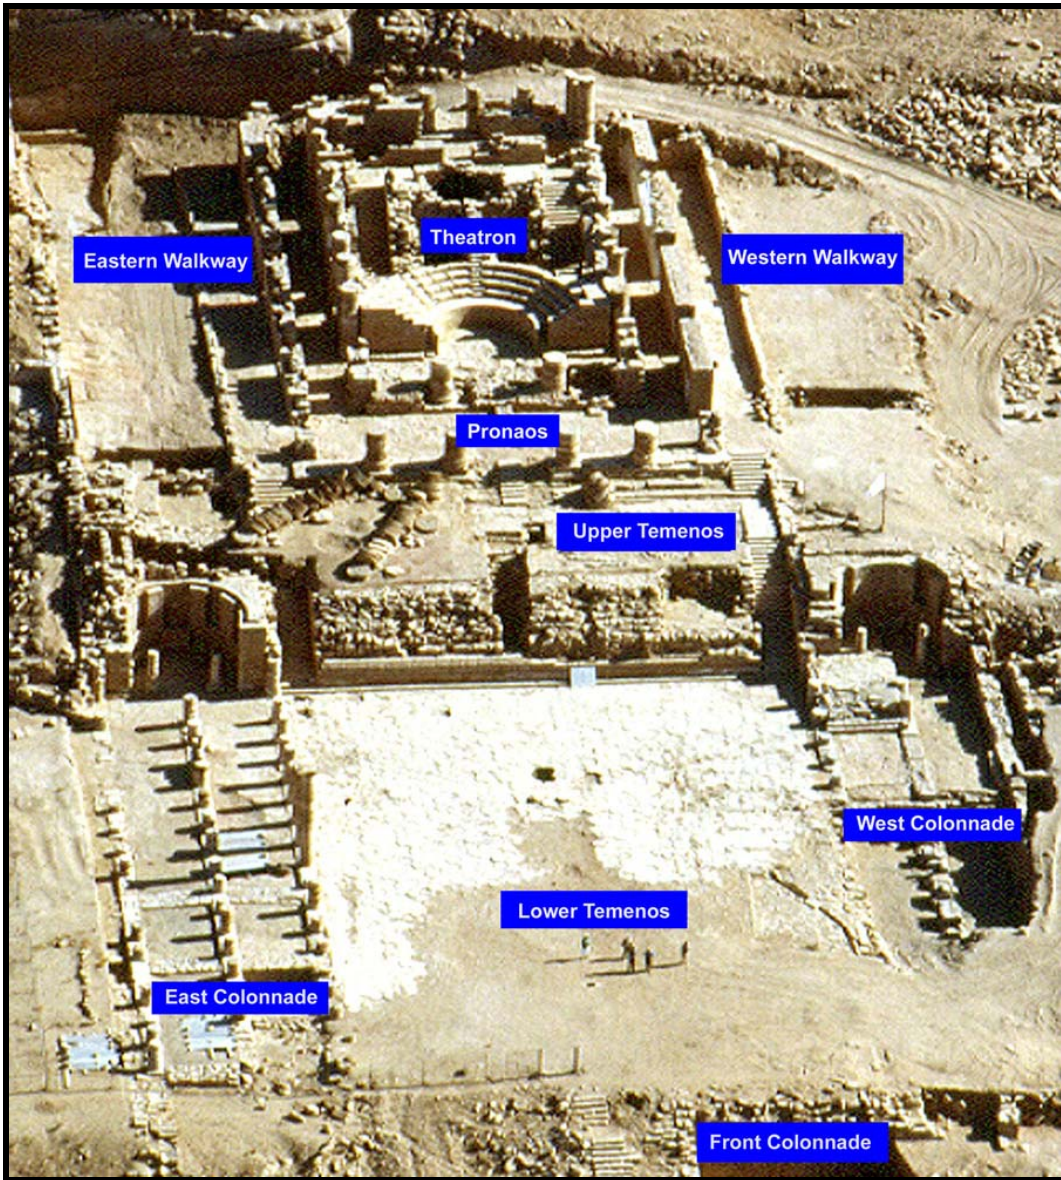 Theatron
Eastern Walkway
Western Walkway
Pronaos
Upper Temenos
West Colonnade
Lower Temenos
East Colonnade
Front Colonnade